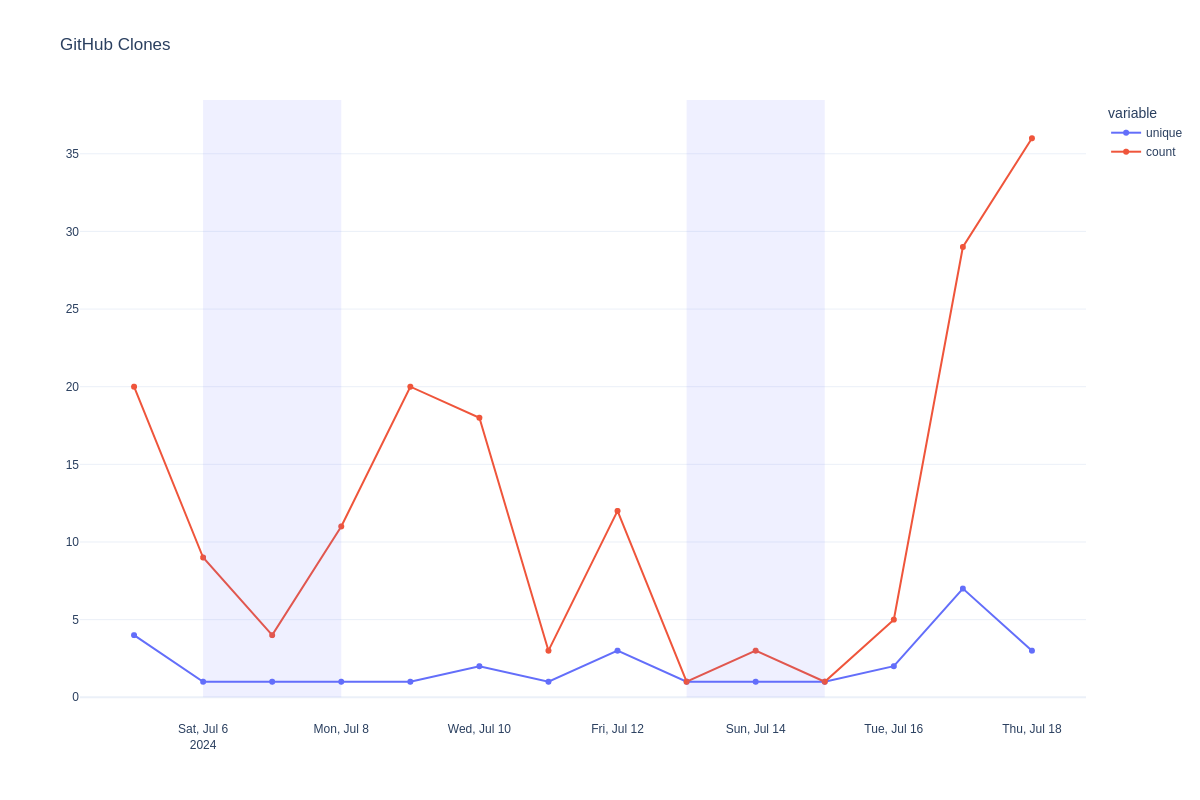 GitHub Clones
variable
unique
count
35
30
25
20
15
10
5
0
Sat, Jul 6
2024
Mon, Jul 8
Wed, Jul 10
Fri, Jul 12
Sun, Jul 14
Tue, Jul 16
Thu, Jul 18